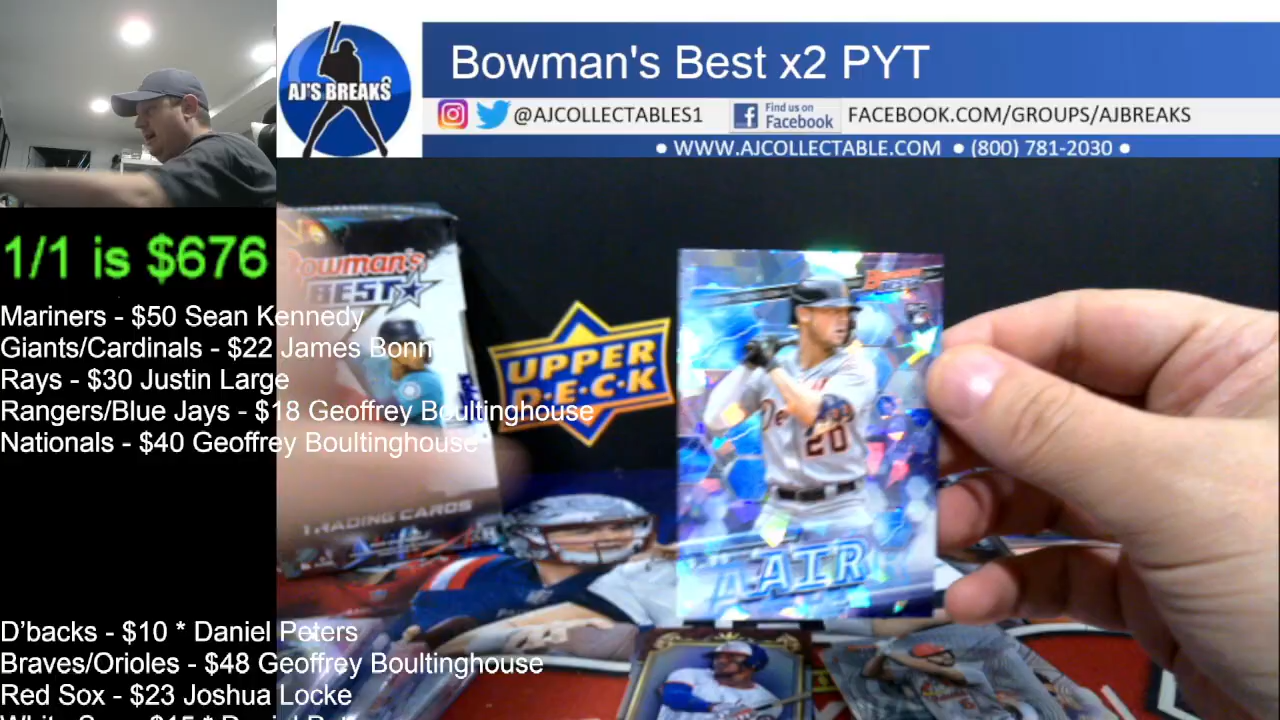 Bowman's Best x2 PYT
AJ'S BREAKS
@AJCOLLECTABLES1
Find us on
Facebook
FACEBOOK.COM/GROUPS/AJBREAKS
• WWW.AJCOLLECTABLE.COM • (800) 781-2030 •
1/1 is $676
Mariners - $50 Sean Kennedy
Giants/Cardinals - $22 James Bonn
Rays - $30 Justin Large
Rangers/Blue Jays - $18 Geoffrey Boultinghouse
Nationals - $40 Geoffrey Boultinghouse
D'backs - $10 * Daniel Peters
Braves/Orioles - $48 Geoffrey Boultinghouse
Red Sox - $23 Joshua Locke
Bowman's
BEST
TRADING CARDS
UPPER
D·E·C·K
20